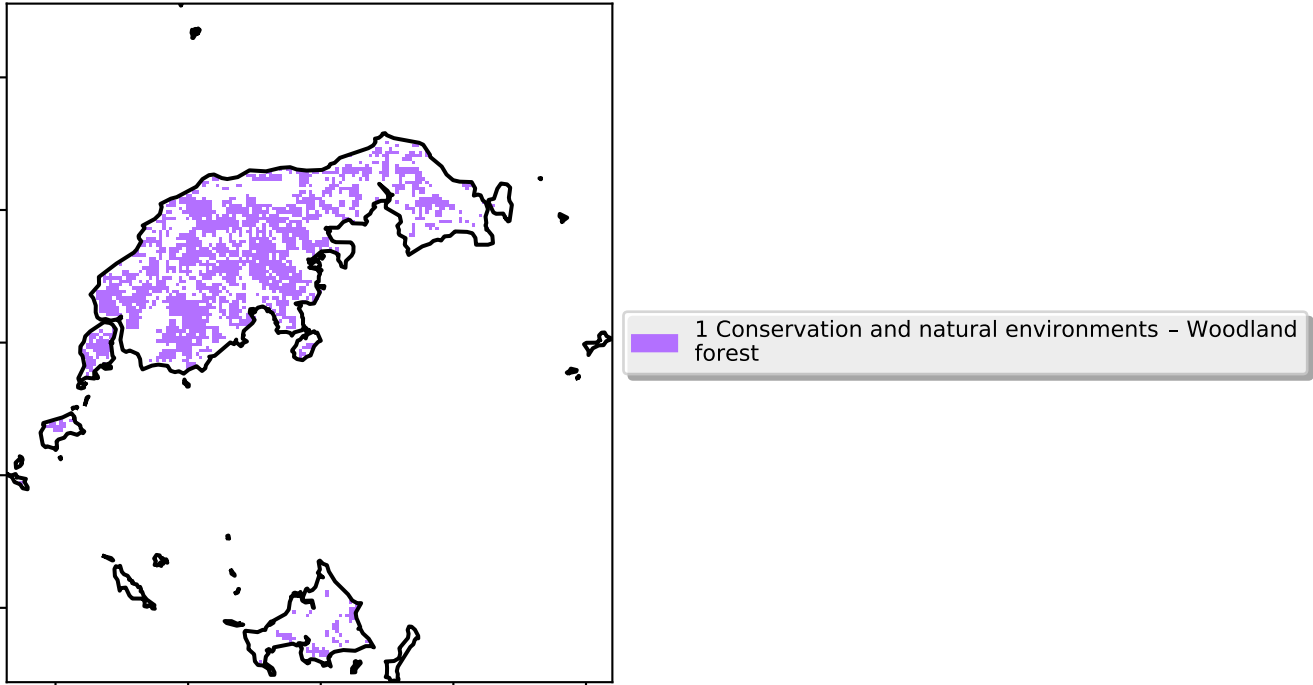 1 Conservation and natural environments – Woodland
forest